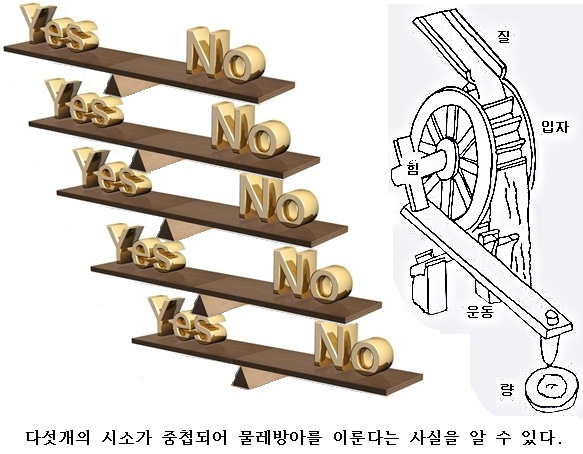 Yes No
Yes No
Yes No
Yes No
Yes No
질
입자
힘
운동
량
다섯개의 시소가 중첩되어 물레방아를 이룬다는 사실을 알 수 있다.